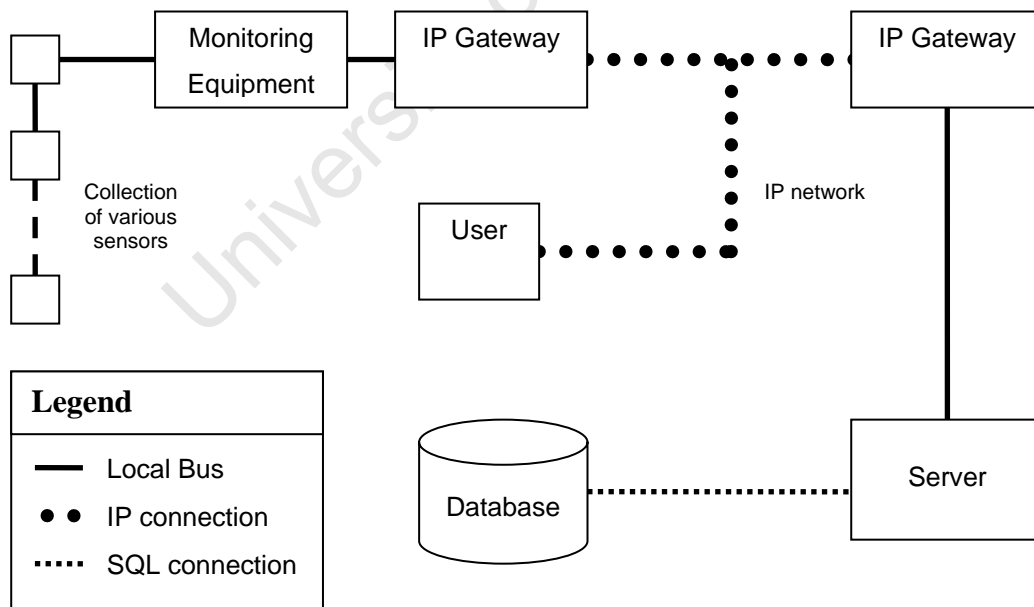 Monitoring
Equipment
IP Gateway
IP Gateway
Collection
of various
sensors
User
IP network
Legend
Local Bus
IP connection
SQL connection
Database
Server